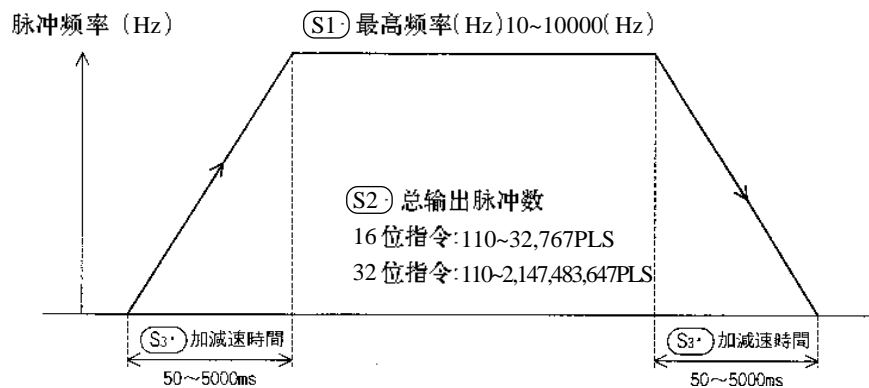 脉冲频率 (Hz)
S1· 最高频率(Hz)10~10000(Hz)
S2· 总输出脉冲数
16位指令:110~32,767PLS
32位指令:110~2,147,483,647PLS
S3· 加減速時間
50～5000ms
S3· 加減速時間
50～5000ms